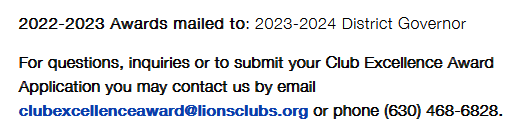 2022-2023 Awards mailed to: 2023-2024 District Governor
For questions, inquiries or to submit your Club Excellence Award
Application you may contact us by email
clubexcellenceaward@lionsclubs.org or phone (630) 468-6828.